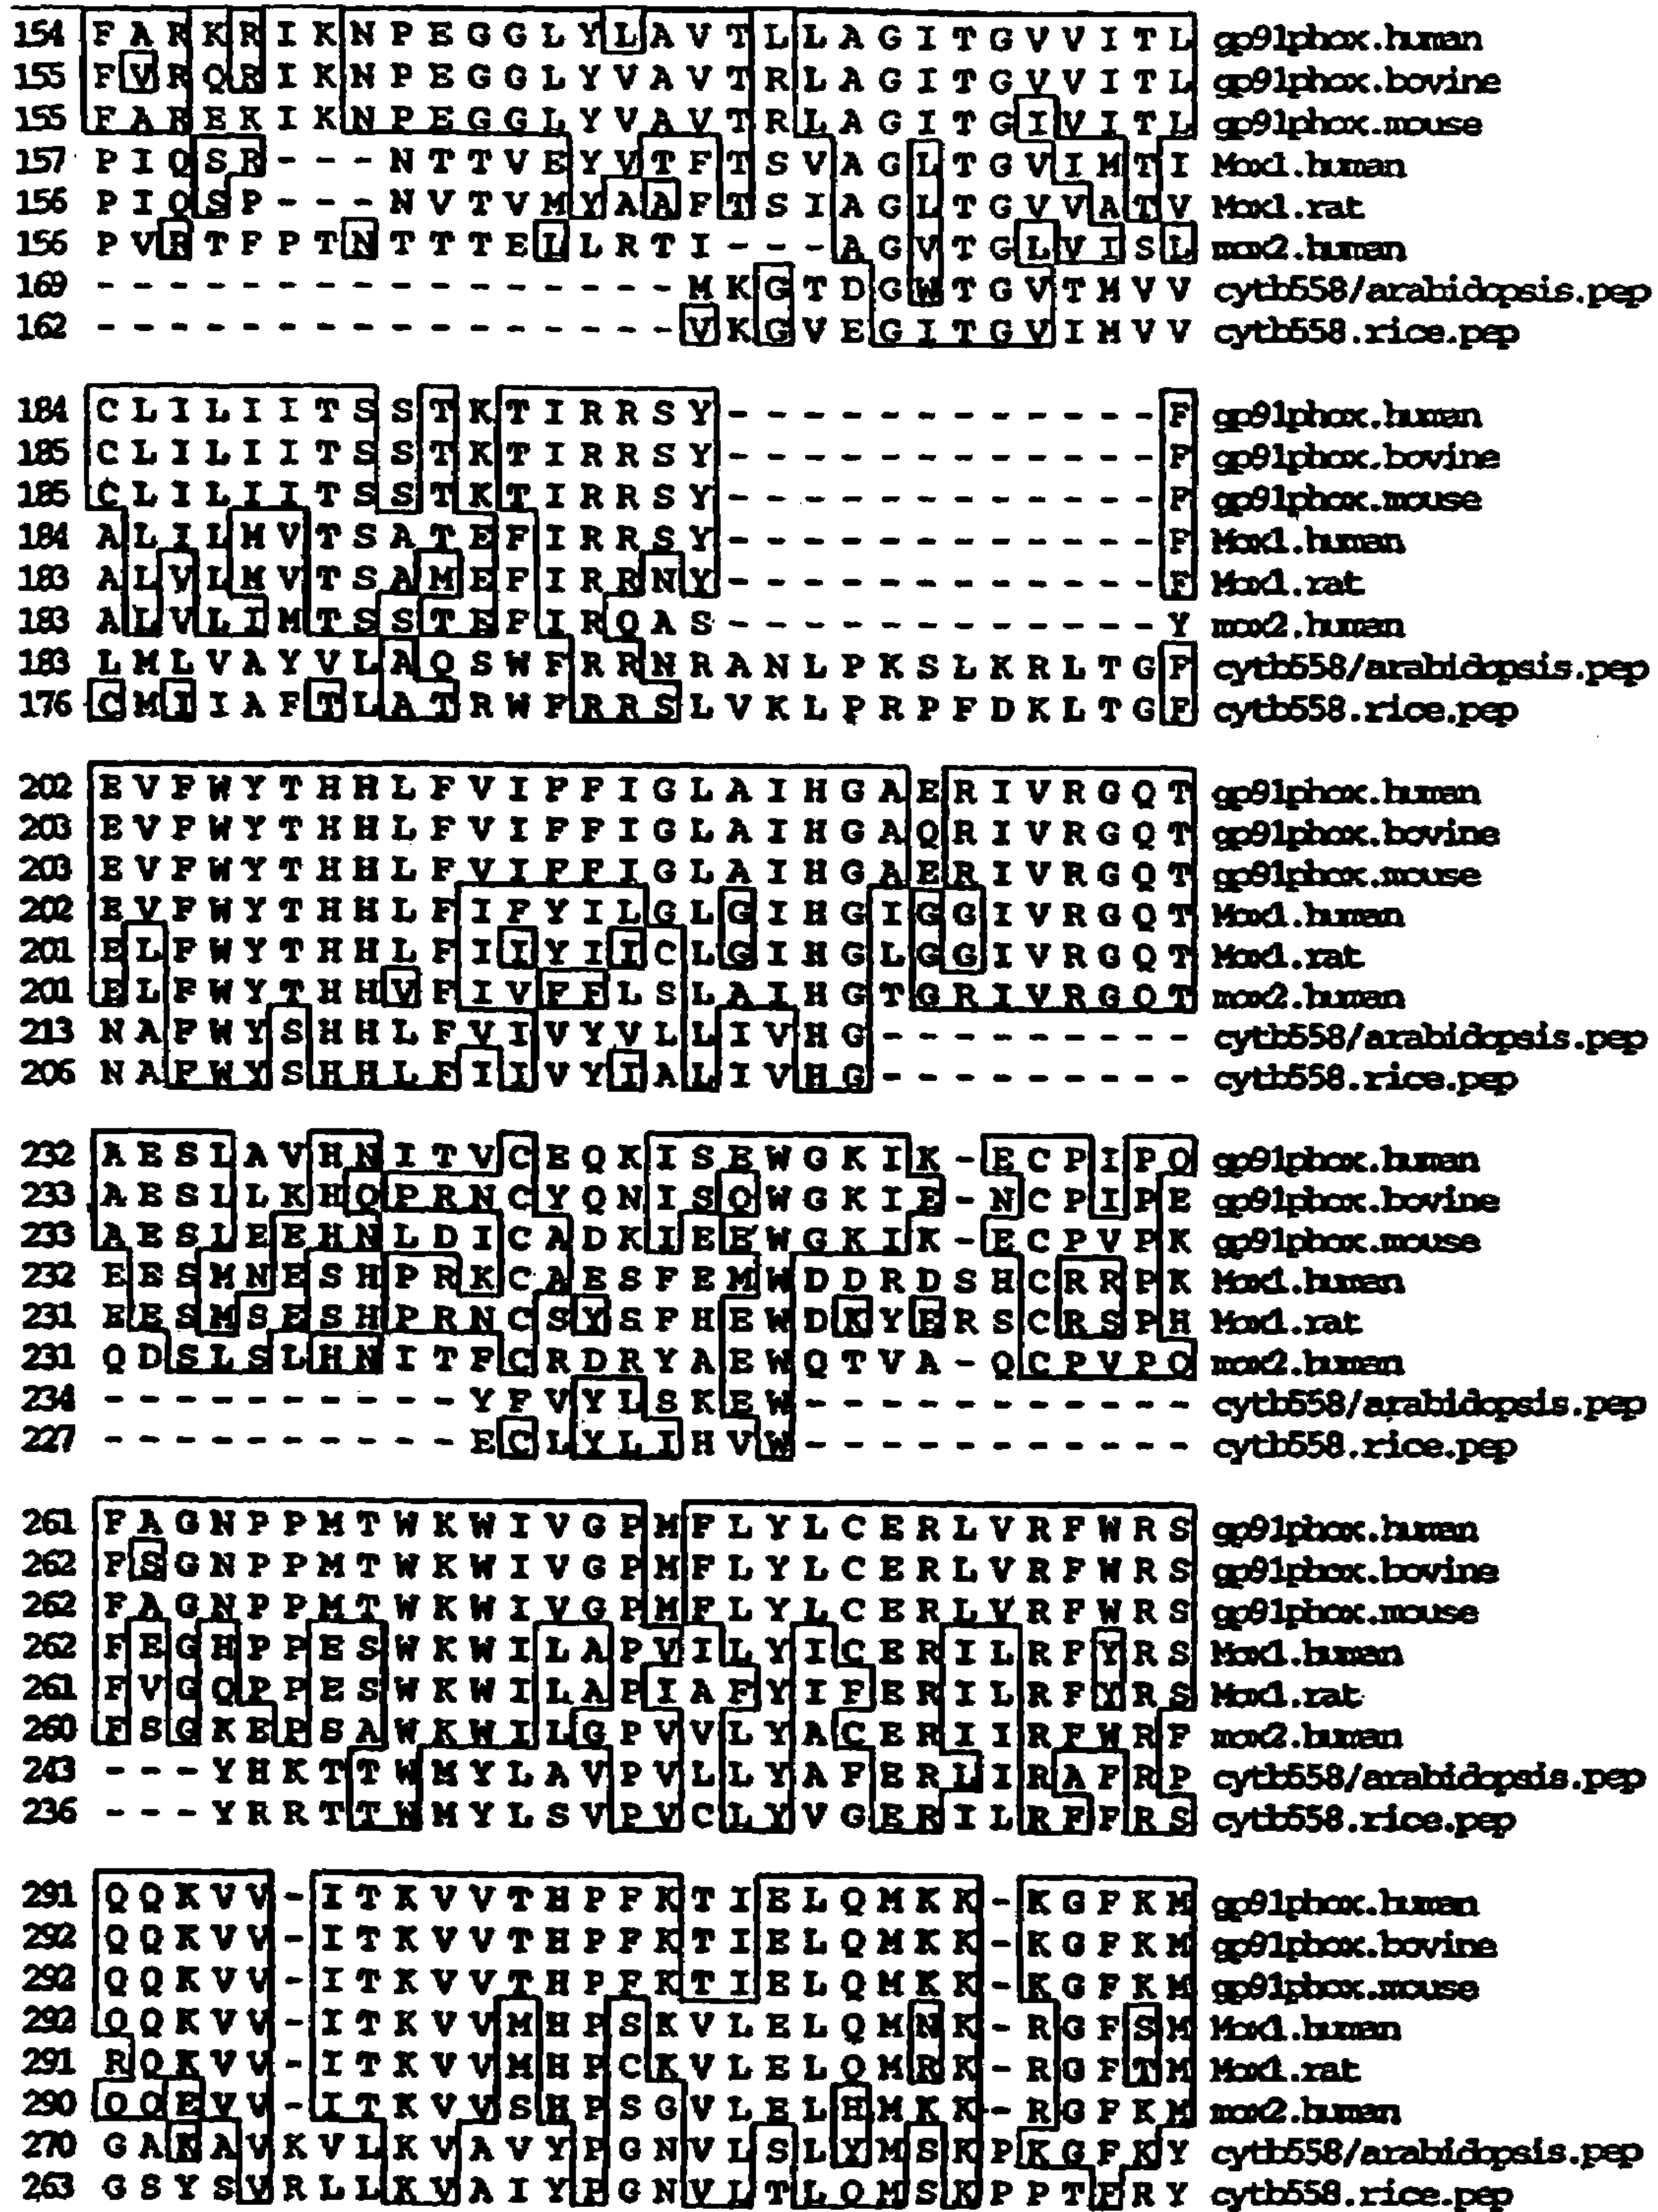 154 F A R K R I K N P E G G L Y L A V T L L A G I T G V V I T L gp91phox.human
155 F V R Q R I K N P E G G L Y V A V T R L A G I T G V V I T L gp91phox.bovine
155 F A R E K I K N P E G G L Y V A V T R L A G I T G I V I T L gp91phox.mouse
157 P I Q S R - - - N T T V E Y V T F T S V A G L T G V I M T I Mox1.human
156 P I Q S P - - - N V T V M Y A A F T S I A G L T G V V A T V Mox1.rat
156 P V R T F P T N T T T E L L R T I - - - A G V T G L V I S L mox2.human
169 - - - - - - - - - - - - - - - - M K G T D G W T G V T M V V cytb558/arabidopsis.pep
162 - - - - - - - - - - - - - - - - V K G V E G I T G V I M V V cytb558.rice.pep
184 C L I L I I T S S T K T I R R S Y - - - - - - - - - - - - F gp91phox.human
185 C L I L I I T S S T K T I R R S Y - - - - - - - - - - - - F gp91phox.bovine
185 C L I L I I T S S T K T I R R S Y - - - - - - - - - - - - F gp91phox.mouse
184 A L I L M V T S A T E F I R R S Y - - - - - - - - - - - - F Mox1.human
183 A L V L M V T S A M E F I R R N Y - - - - - - - - - - - - F Mox1.rat
183 A L V L I M T S S T E F I R Q A S - - - - - - - - - - - - Y mox2.human
183 L M L V A Y V L A Q S W F R R N R A N L P K S L K R L T G F cytb558/arabidopsis.pep
176 C M I I A F T L A T R W F R R S L V K L P R P F D K L T G F cytb558.rice.pep
202 E V F W Y T H H L F V I F F I G L A I H G A E R I V R G Q T gp91phox.human
203 E V F W Y T H H L F V I F F I G L A I H G A Q R I V R G Q T gp91phox.bovine
203 E V F W Y T H H L F V I F F I G L A I H G A E R I V R G Q T gp91phox.mouse
202 E V F W Y T H H L F I F Y I L G L G I H G I G G I V R G Q T Mox1.human
201 E L F W Y T H H L F I I Y I I C L G I H G L G G I V R G Q T Mox1.rat
201 E L F W Y T H H V F I V F F L S L A I H G T G R I V R G Q T mox2.human
213 N A F W Y S H H L F V I V Y V L L I V H G - - - - - - - - - cytb558/arabidopsis.pep
206 N A F W Y S H H L F I I V Y I A L I V H G - - - - - - - - - cytb558.rice.pep
232 A E S L A V H N I T V C E Q K I S E W G K I K - E C P I P Q gp91phox.human
233 A E S L L K H Q P R N C Y Q N I S Q W G K I E - N C P I P E gp91phox.bovine
233 A E S L E E H N L D I C A D K I E E W G K I K - E C P V P K gp91phox.mouse
232 E E S M N E S H P R K C A E S F E M W D D R D S H C R R P K Mox1.human
231 E E S M S E S H P R N C S Y S F H E W D K Y E R S C R S P H Mox1.rat
231 Q D S L S L H N I T F C R D R Y A E W Q T V A - Q C P V P Q mox2.human
234 - - - - - - - - - - Y F V Y L S K E W - - - - - - - - - - - cytb558/arabidopsis.pep
227 - - - - - - - - - - E C L Y L I H V W - - - - - - - - - - - cytb558.rice.pep
261 F A G N P P M T W K W I V G P M F L Y L C E R L V R F W R S gp91phox.human
262 F S G N P P M T W K W I V G P M F L Y L C E R L V R F W R S gp91phox.bovine
262 F A G N P P M T W K W I V G P M F L Y L C E R L V R F W R S gp91phox.mouse
262 F E G H P P E S W K W I L A P V I L Y I C E R I L R F Y R S Mox1.human
261 F V G Q P P E S W K W I L A P I A F Y I F E R I L R F Y R S Mox1.rat
260 F S G K E P S A W K W I L G P V V L Y A C E R I I R F W R F mox2.human
243 - - - Y H K T T W M Y L A V P V L L Y A F E R L I R A F R P cytb558/arabidopsis.pep
236 - - - Y R R T T W M Y L S V P V C L Y V G E R I L R F F R S cytb558.rice.pep
291 Q Q K V V - I T K V V T H P F K T I E L Q M K K - K G F K M gp91phox.human
292 Q Q K V V - I T K V V T H P F K T I E L Q M K K - K G F K M gp91phox.bovine
292 Q Q K V V - I T K V V T H P F K T I E L Q M K K - K G F K M gp91phox.mouse
292 Q Q K V V - I T K V V M H P S K V L E L Q M N K - R G F S M Mox1.human
291 R Q K V V - I T K V V M H P C K V L E L Q M R K - R G F T M Mox1.rat
290 Q Q E V V - I T K V V S H P S G V L E L H M K K - R G F K M mox2.human
270 G A K A V K V L K V A V Y P G N V L S L Y M S K P K G F K Y cytb558/arabidopsis.pep
263 G S Y S V R L L K V A I Y P G N V L T L Q M S K P P T F R Y cytb558.rice.pep